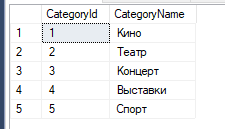 CategoryId CategoryName
1 1 Кино
2 2 Театр
3 3 Концерт
4 4 Выставки
5 5 Спорт